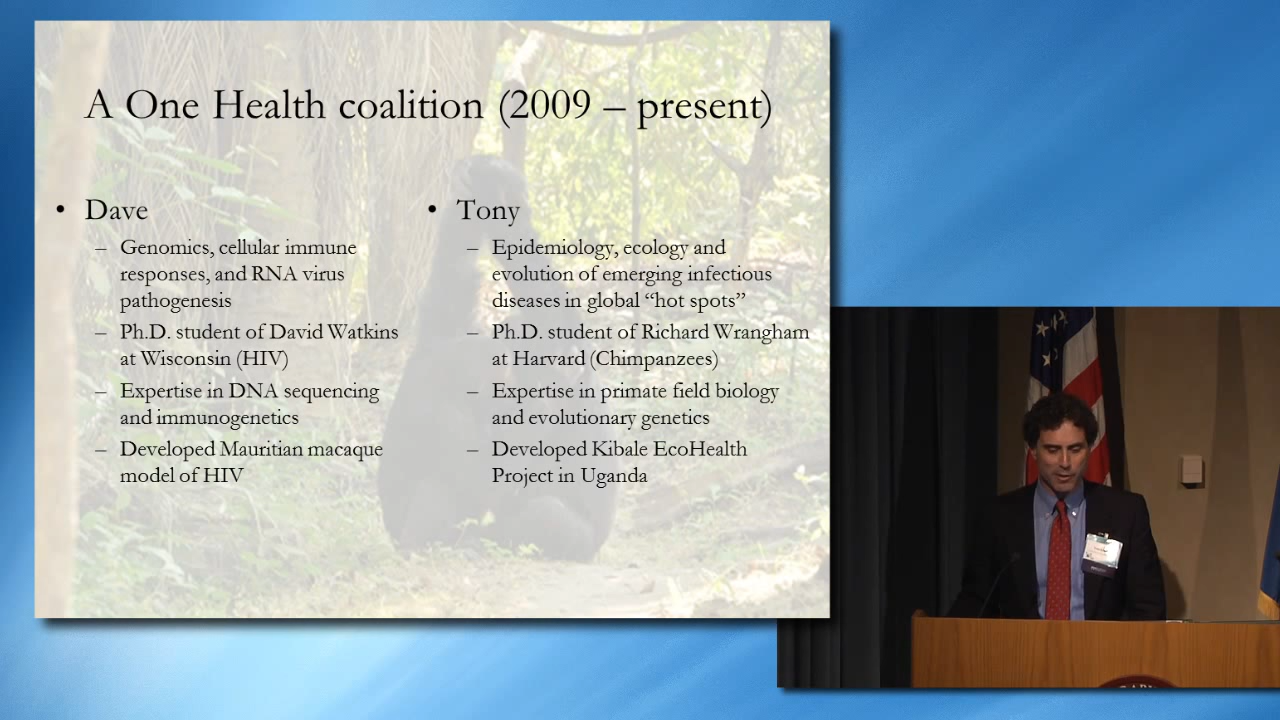 A One Health coalition (2009 – present)
• Dave
– Genomics, cellular immune
responses, and RNA virus
pathogenesis
– Ph.D. student of David Watkins
at Wisconsin (HIV)
– Expertise in DNA sequencing
and immunogenetics
– Developed Mauritian macaque
model of HIV
• Tony
– Epidemiology, ecology and
evolution of emerging infectious
diseases in global “hot spots”
– Ph.D. student of Richard Wrangham
at Harvard (Chimpanzees)
– Expertise in primate field biology
and evolutionary genetics
– Developed Kibale EcoHealth
Project in Uganda